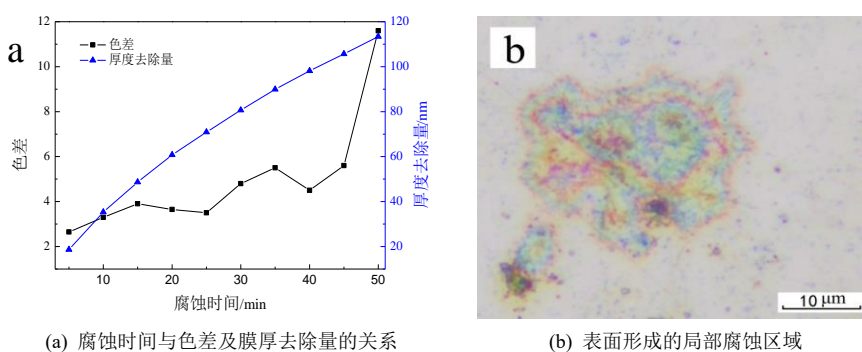 a
色差
厚度去除量
12
10
8
6
4
2
色差
120
100
80
60
40
20
厚度去除量/nm
10 20 30 40 50
腐蚀时间/min
b
10 μm
(a) 腐蚀时间与色差及膜厚去除量的关系
(b) 表面形成的局部腐蚀区域